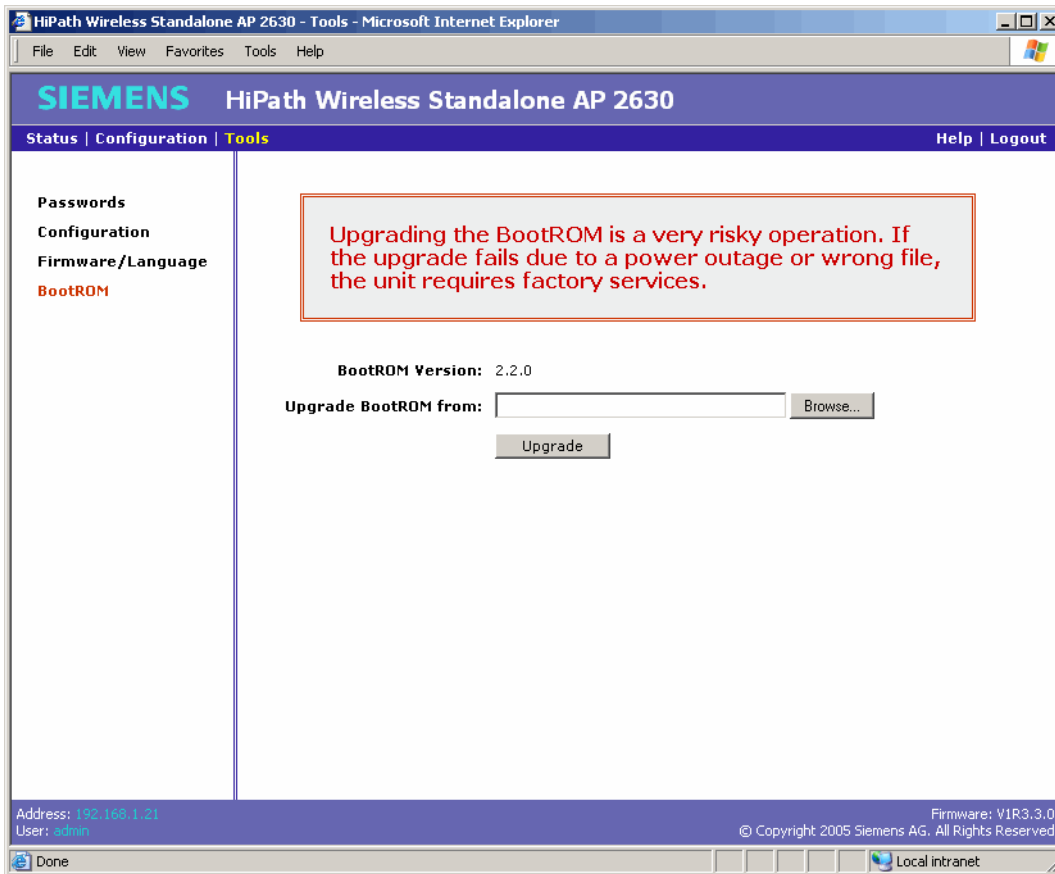 HiPath Wireless Standalone AP 2630 - Tools - Microsoft Internet Explorer
File Edit View Favorites Tools Help
SIEMENS HiPath Wireless Standalone AP 2630
Status | Configuration | Tools Help | Logout
Passwords
Configuration
Firmware/Language
BootROM
Upgrading the BootROM is a very risky operation. If
the upgrade fails due to a power outage or wrong file,
the unit requires factory services.
BootROM Version: 2.2.0
Upgrade BootROM from: Browse...
Upgrade
Address: 192.168.1.21
User: admin
Firmware: V1R3.3.0
© Copyright 2005 Siemens AG. All Rights Reserved
Done
Local intranet